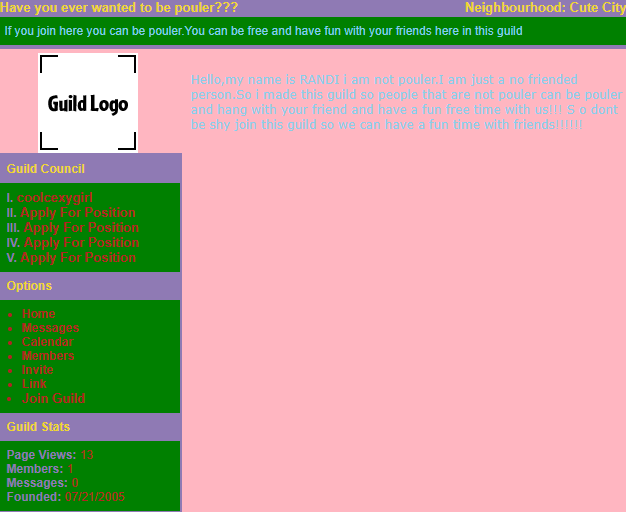 Have you ever wanted to be pouler??? Neighbourhood: Cute City
If you join here you can be pouler.You can be free and have fun with your friends here in this guild
Guild Logo
Hello,my name is RANDI i am not pouler.I am just a no friended
person.So i made this guild so people that are not pouler can be pouler
and hang with your friend and have a fun free time with us!!! S o dont
be shy join this guild so we can have a fun time with friends!!!!!!!
Guild Council
I. coolcexygirl
II. Apply For Position
III. Apply For Position
IV. Apply For Position
V. Apply For Position
Options
Home
Messages
Calendar
Members
Invite
Link
Join Guild
Guild Stats
Page Views: 13
Members: 1
Messages: 0
Founded: 07/21/2005